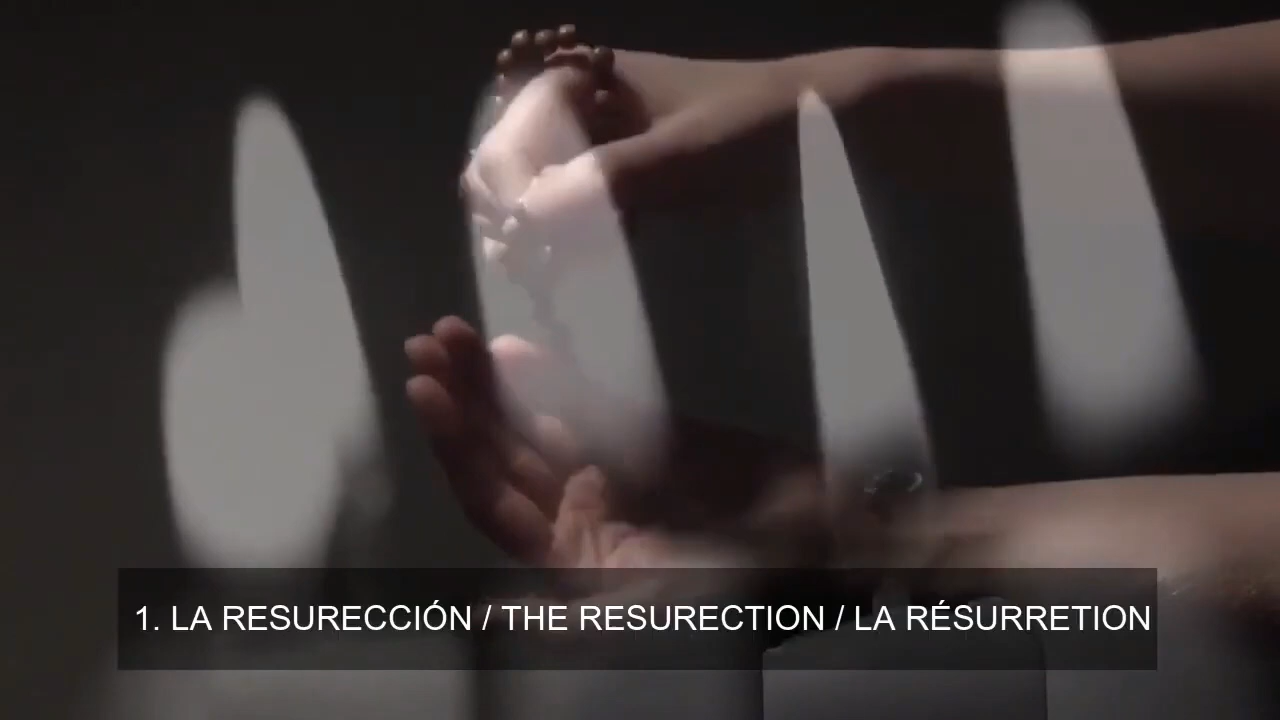 1. LA RESURECCIÓN / THE RESURECTION / LA RÉSURRETION